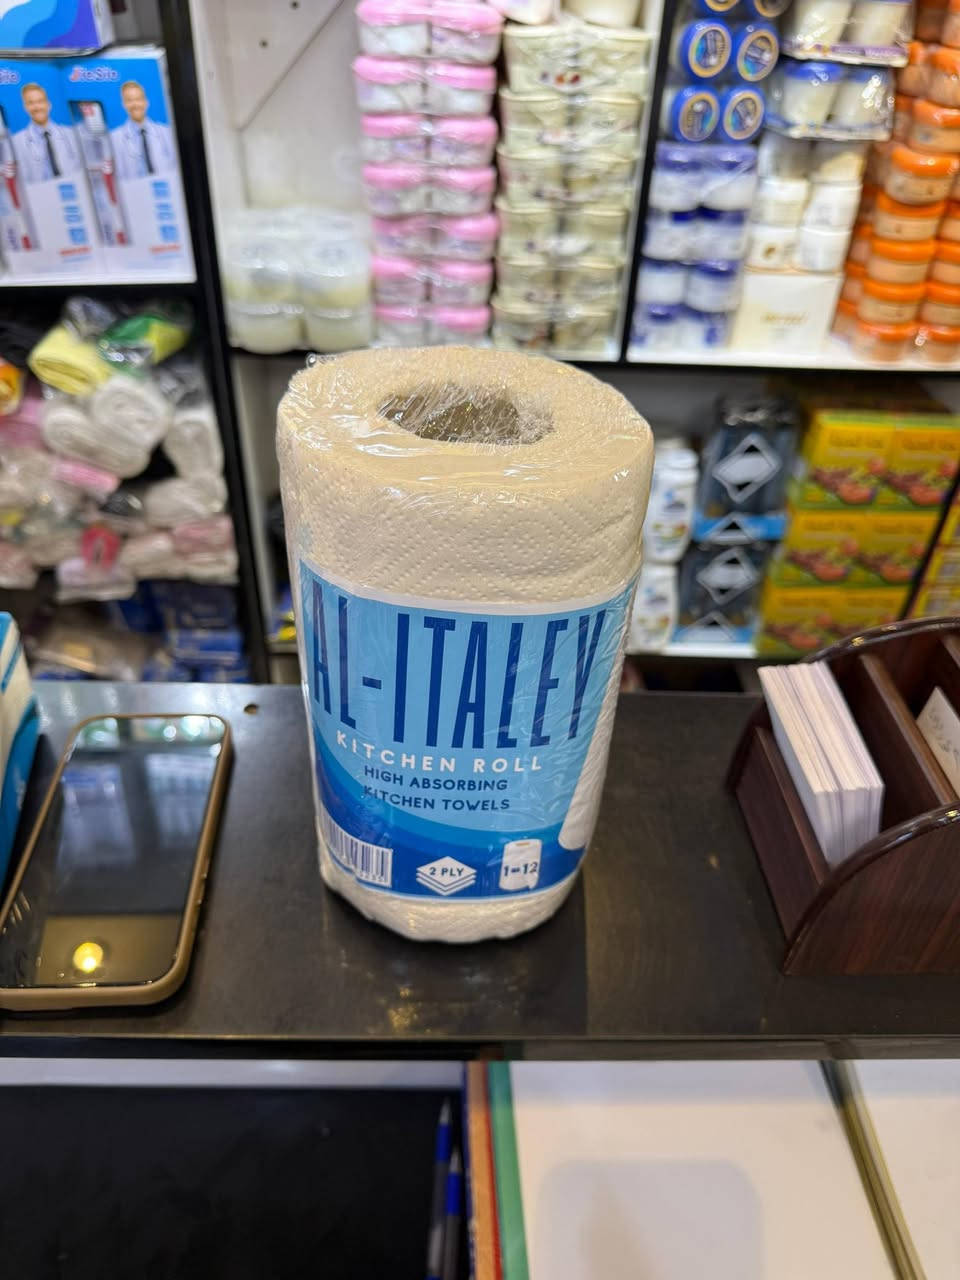 AL-ITALEY
KITCHEN ROLL
HIGH ABSORBING
KITCHEN TOWELS
2 PLY
1=12